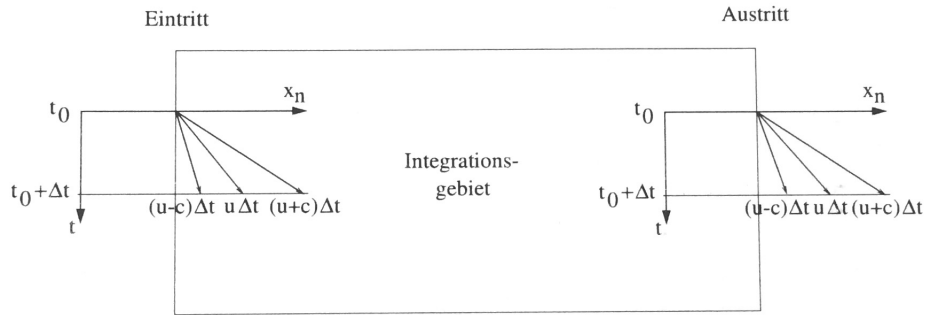 Eintritt
Austritt
t0 xn
t0 xn
Integrations-
gebiet
t0+Δt
(u-c)Δt uΔt (u+c)Δt
t
t0+Δt
(u-c)Δt uΔt (u+c)Δt
t